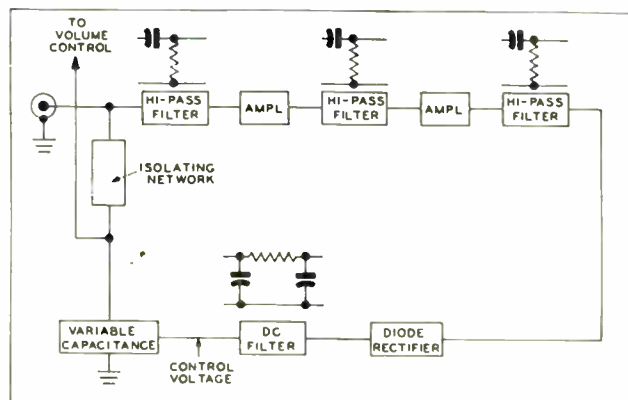 TO
VOLUME
CONTROL
HI-PASS
FILTER
AMPL
HI-PASS
FILTER
AMPL
HI-PASS
FILTER
ISOLATING
NETWORK
VARIABLE
CAPACITANCE
CONTROL
VOLTAGE
DC
FILTER
DIODE
RECTIFIER